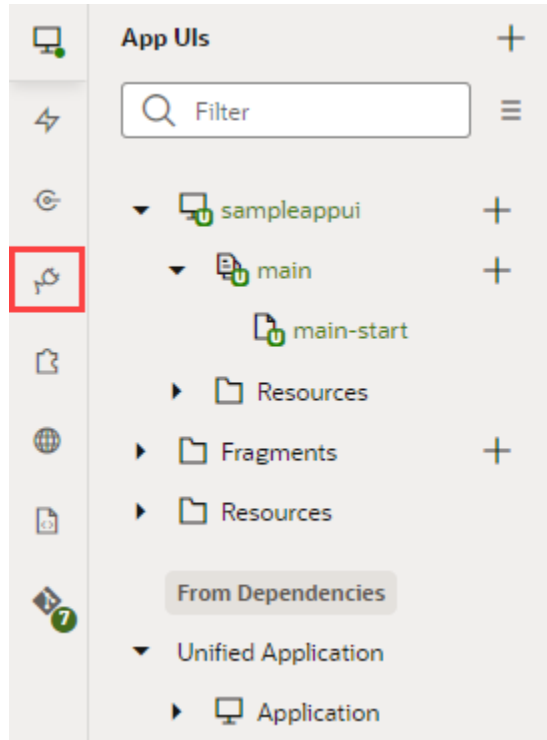 App UIs
Filter
sampleappui
main
main-start
Resources
Fragments
Resources
From Dependencies
7
Unified Application
Application